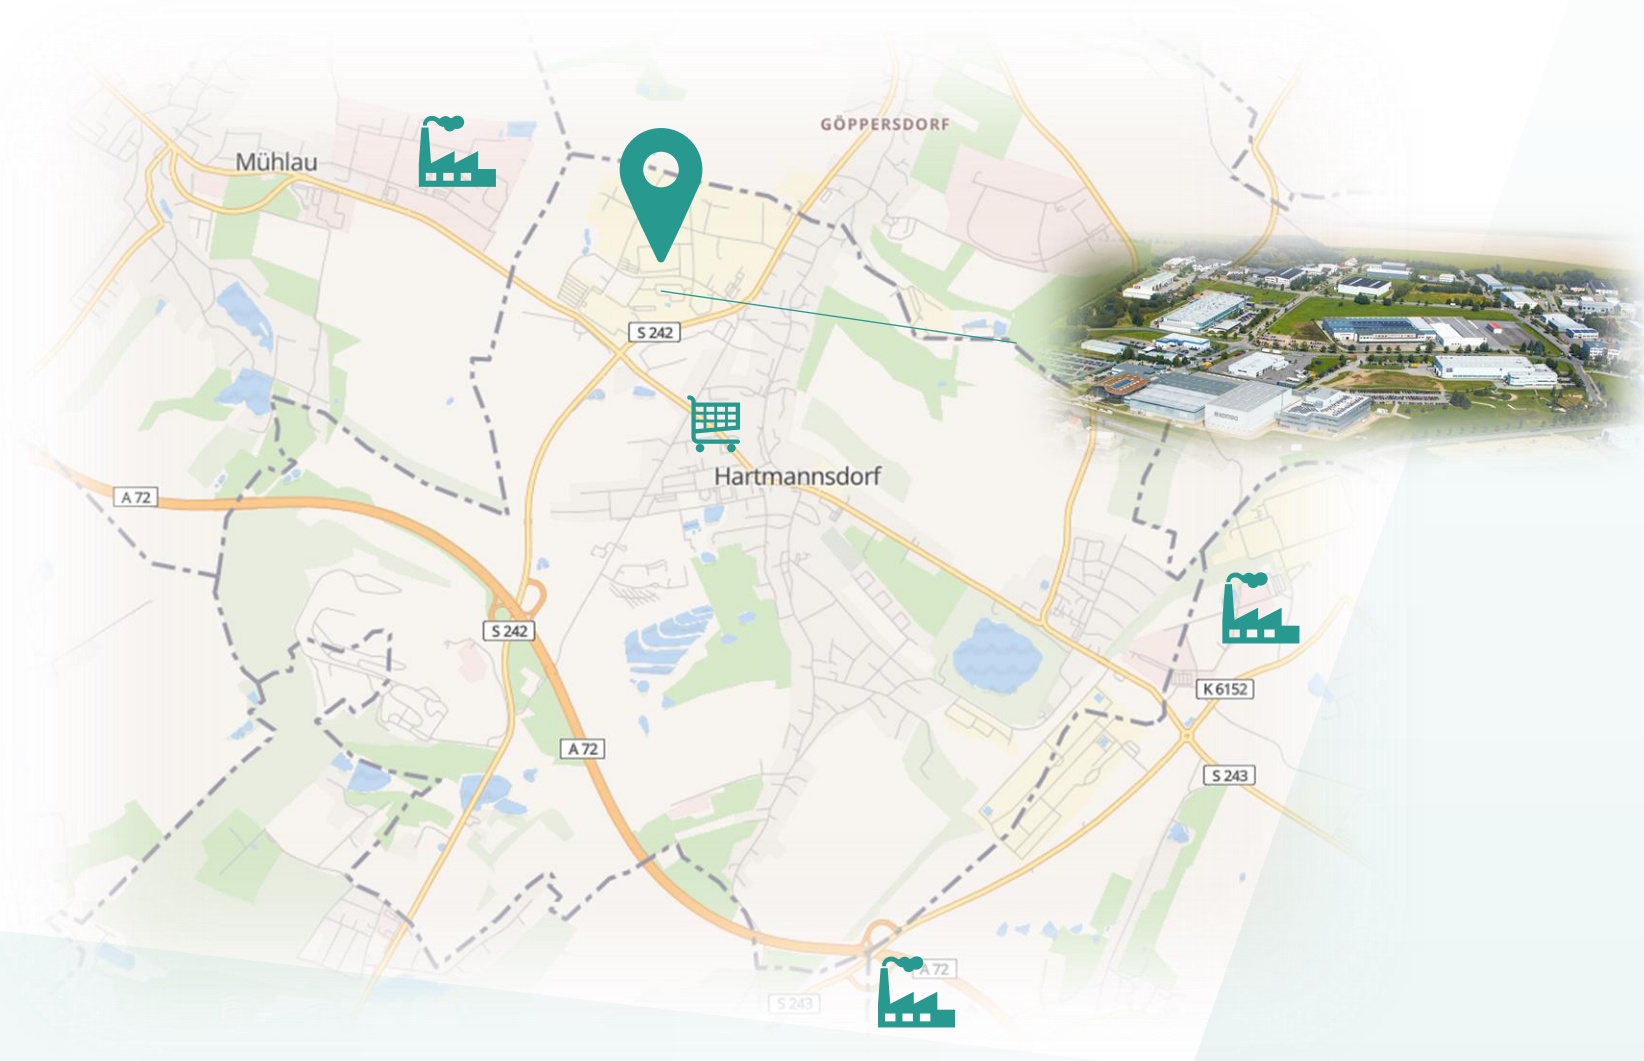 GÖPPERSDORF
Mühlau
S 242
Hartmannsdorf
A 72
S 242
K 6152
A 72
S 243
A 72
S 243